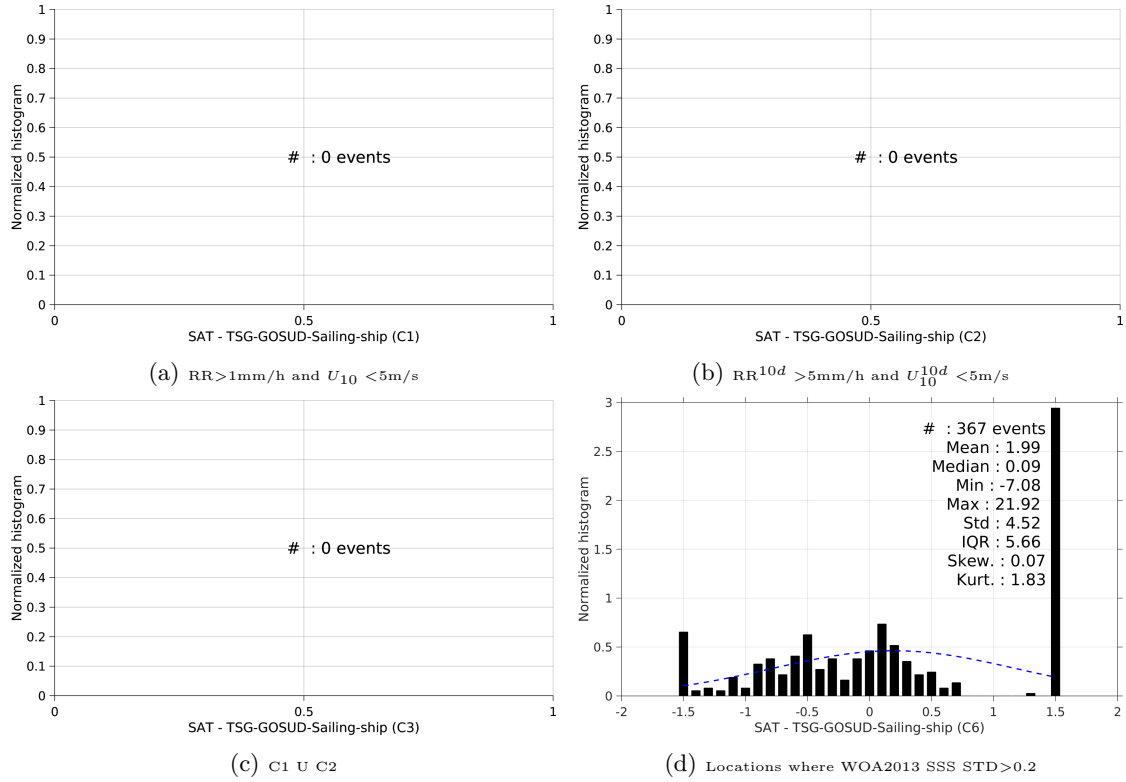 1
0.9
0.8
0.7
0.6
0.5
0.4
0.3
0.2
0.1
0
Normalized histogram
# : 0 events
0 0.5 1
SAT - TSG-GOSUD-Sailing-ship (C1)
(a) RR>1mm/h and U10 <5m/s
1
0.9
0.8
0.7
0.6
0.5
0.4
0.3
0.2
0.1
0
Normalized histogram
# : 0 events
0 0.5 1
SAT - TSG-GOSUD-Sailing-ship (C2)
(b) RR10d >5mm/h and U10d10 <5m/s
1
0.9
0.8
0.7
0.6
0.5
0.4
0.3
0.2
0.1
0
Normalized histogram
# : 0 events
0 0.5 1
SAT - TSG-GOSUD-Sailing-ship (C3)
(c) C1 U C2
3
2.5
2
1.5
1
0.5
0
Normalized histogram
# : 367 events
Mean : 1.99
Median : 0.09
Min : -7.08
Max : 21.92
Std : 4.52
IQR : 5.66
Skew. : 0.07
Kurt. : 1.83
-2 -1.5 -1 -0.5 0 0.5 1 1.5 2
SAT - TSG-GOSUD-Sailing-ship (C6)
(d) Locations where WOA2013 SSS STD>0.2